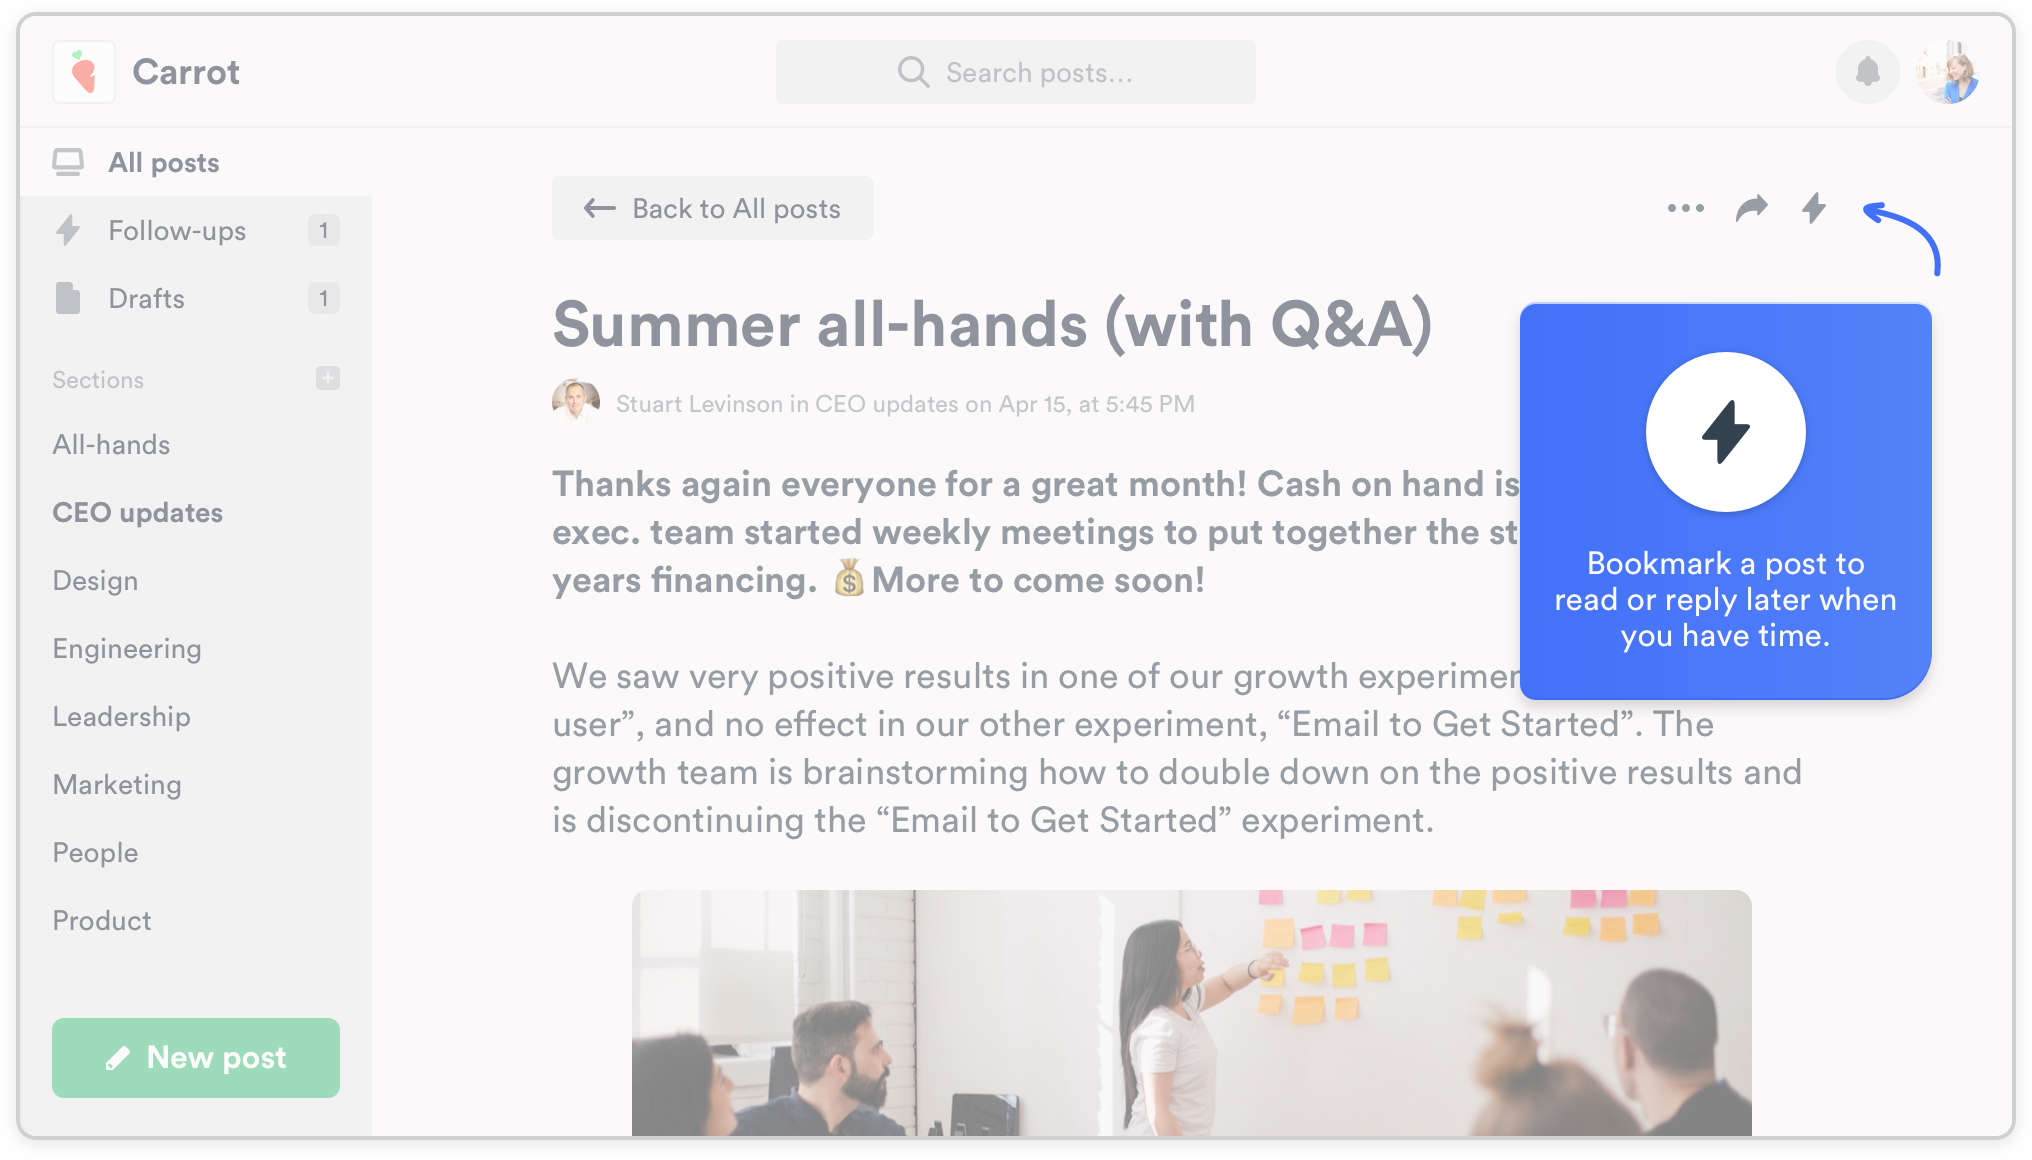 Carrot
Search posts...
All posts
Follow-ups 1
Drafts 1
Sections
All-hands
CEO updates
Design
Engineering
Leadership
Marketing
People
Product
New post
Back to All posts
Summer all-hands (with Q&A)
Stuart Levinson in CEO updates on Apr 15, at 5:45 PM
Thanks again everyone for a great month! Cash on hand is
exec. team started weekly meetings to put together the
years financing. 💰More to come soon!
We saw very positive results in one of our growth
user”, and no effect in our other experiment, “Email to Get Started”. The
growth team is brainstorming how to double down on the positive results and
is discontinuing the “Email to Get Started” experiment.
Bookmark a post to
read or reply later when
you have time.